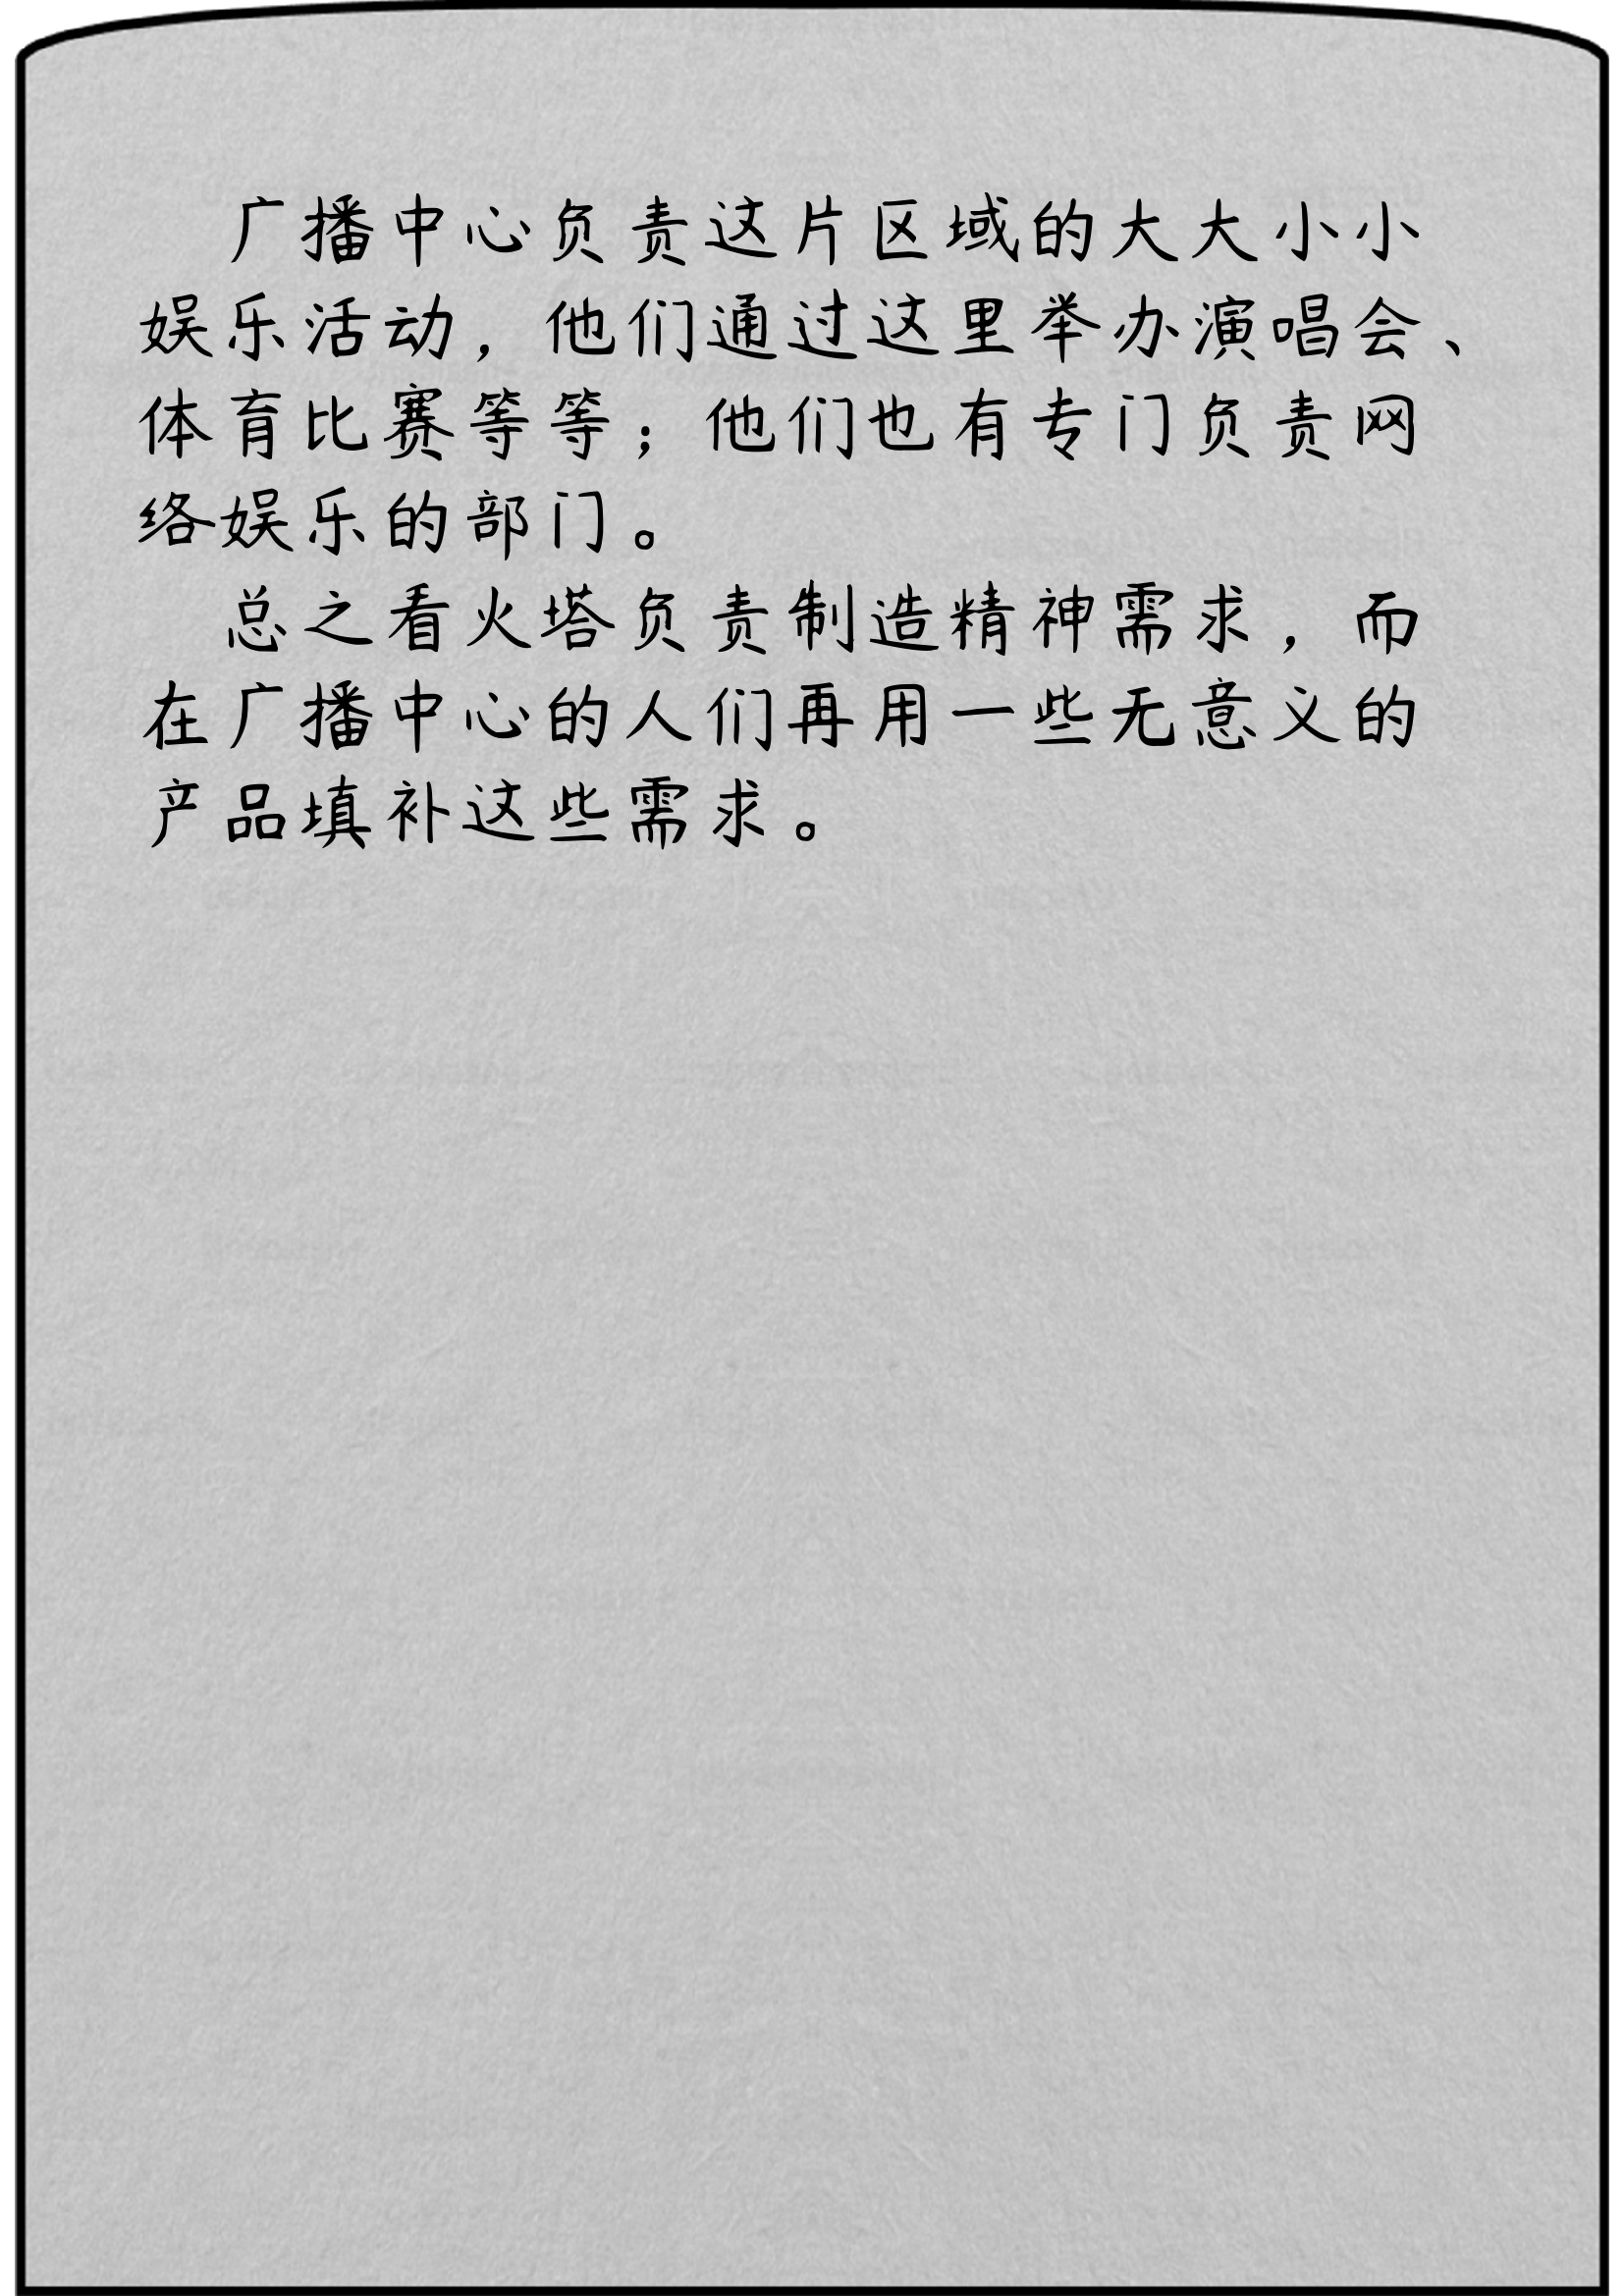 广播中心负责这片区域的大大小小
娱乐活动，他们通过这里举办演唱会、
体育比赛等等；他们也有专门负责网
络娱乐的部门。
总之看火塔负责制造精神需求，而
在广播中心的人们再用一些无意义的
产品填补这些需求。